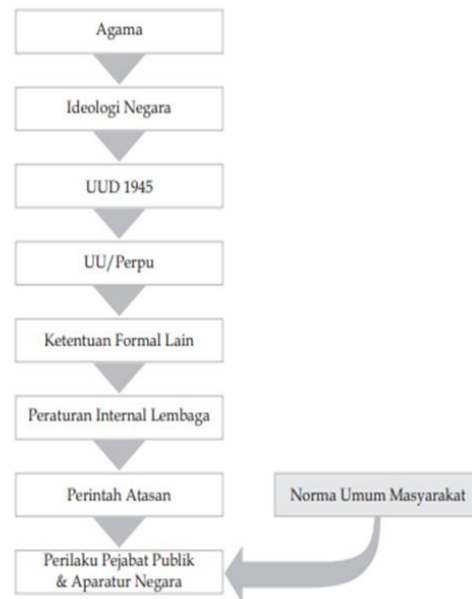 Agama
Ideologi Negara
UUD 1945
UU/Perpu
Ketentuan Formal Lain
Peraturan Internal Lembaga
Perintah Atasan
Norma Umum Masyarakat
Perilaku Pejabat Publik
& Aparatur Negara